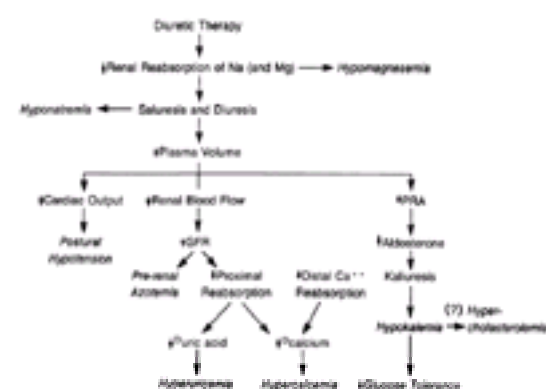 Diuretic Therapy
↓Renal Reabsorption of Na (and Mg) → Hypomagnesemia
Hyponatremia ← Saluresis and Diuresis
Plasma Volume
Cardiac Output
Renal Blood Flow
PRA
Postural
Hypotension
GFR
Aldosterone
Pre-renal
Azotemia
Proximal
Reabsorption
Distal Ca++
Reabsorption
Kaliuresis
(?) Hyper-
cholesterolemia
Hypokalemia
uric acid
calcium
Hyperuricemia
Hypercalcemia
Glucose Tolerance